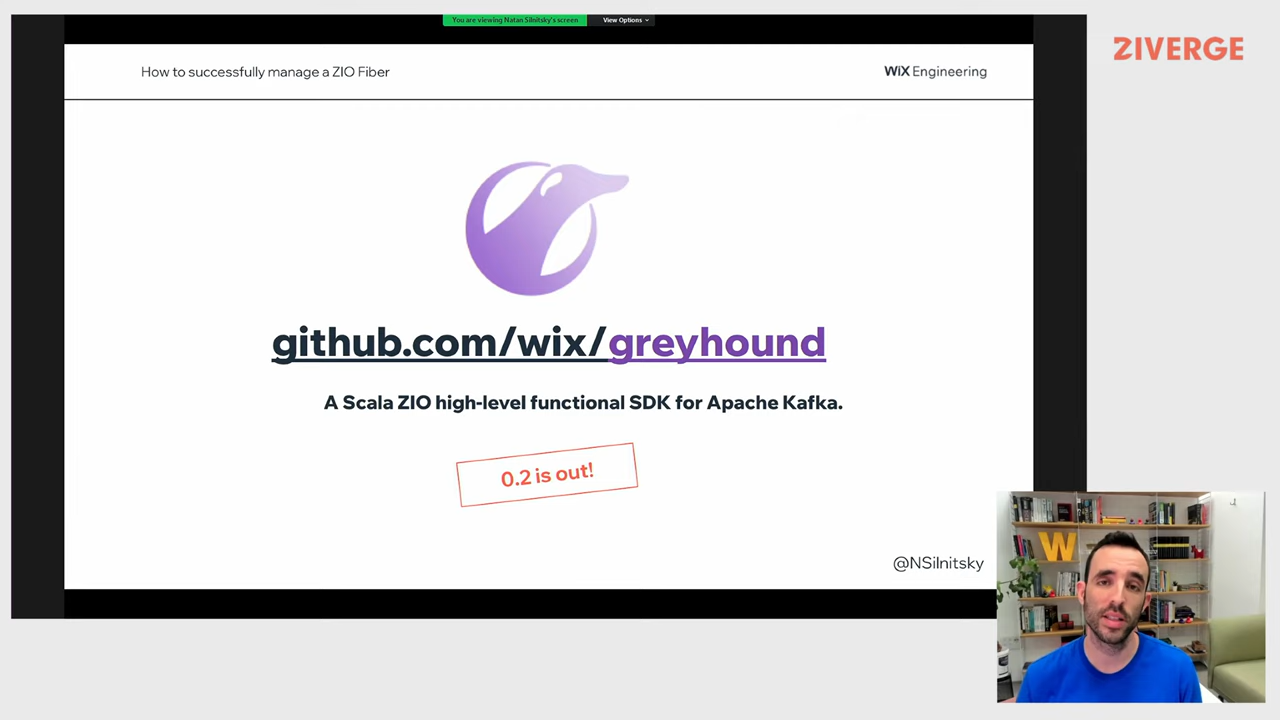 You are viewing Natan Silnitsky's screen
View Options
ZIVERGE
How to successfully manage a ZIO Fiber
WiX Engineering
github.com/wix/greyhound
A Scala ZIO high-level functional SDK for Apache Kafka.
0.2 is out!
@NSilnitsky
W